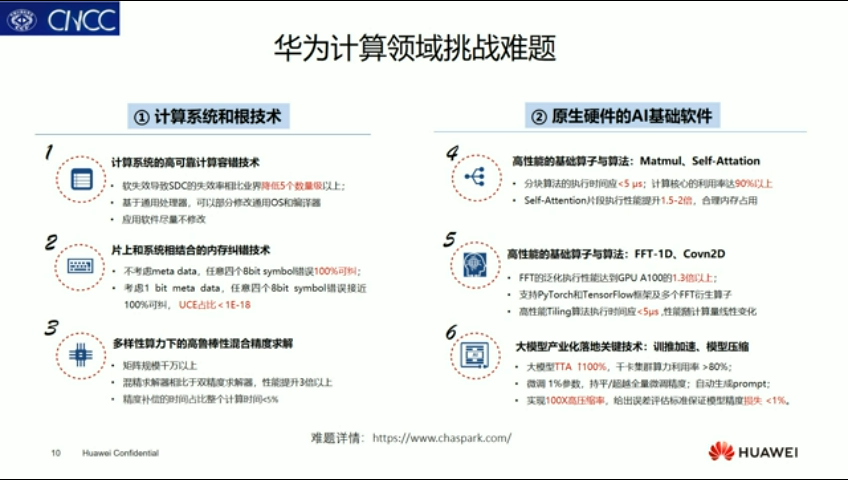 CNCC
华为计算领域挑战难题
① 计算系统和根技术
1
计算系统的高可靠计算容错技术
• 软失效导致SDC的失效率相比业界降低5个数量级以上；
• 基于通用处理器，可以部分修改通用OS和编译器
• 应用软件尽量不修改
2
片上和系统相结合的内存纠错技术
• 不考虑meta data，任意四个8bit symbol错误100%可纠；
• 考虑1 bit meta data，任意四个8bit symbol错误接近
100%可纠， UCE占比＜1E-18
3
多样性算力下的高鲁棒性混合精度求解
• 矩阵规模千万以上
• 混精求解器相比于双精度求解器，性能提升3倍以上
• 精度补偿的时间占比整个计算时间<5%
② 原生硬件的AI基础软件
4
高性能的基础算子与算法：Matmul、Self-Attation
• 分块算法的执行时间应<5 μs；计算核心的利用率达90%以上
• Self-Attention片段执行性能提升1.5-2倍，合理内存占用
5
高性能的基础算子与算法：FFT-1D、Covn2D
• FFT的泛化执行性能达到GPU A100的1.3倍以上；
• 支持PyTorch和TensorFlow框架及多个FFT衍生算子
• 高性能Tiling算法执行时间应<5μs ,性能随计算量线性变化
6
大模型产业化落地关键技术：训推加速、模型压缩
• 大模型TTA 1100%，千卡集群算力利用率 >80%；
• 微调 1%参数，持平/超越全量微调精度；自动生成prompt；
• 实现100X高压缩率，给出误差评估标准保证模型精度损失 <1%。
难题详情：https://www.chaspark.com/
10 Huawei Confidential
HUAWEI